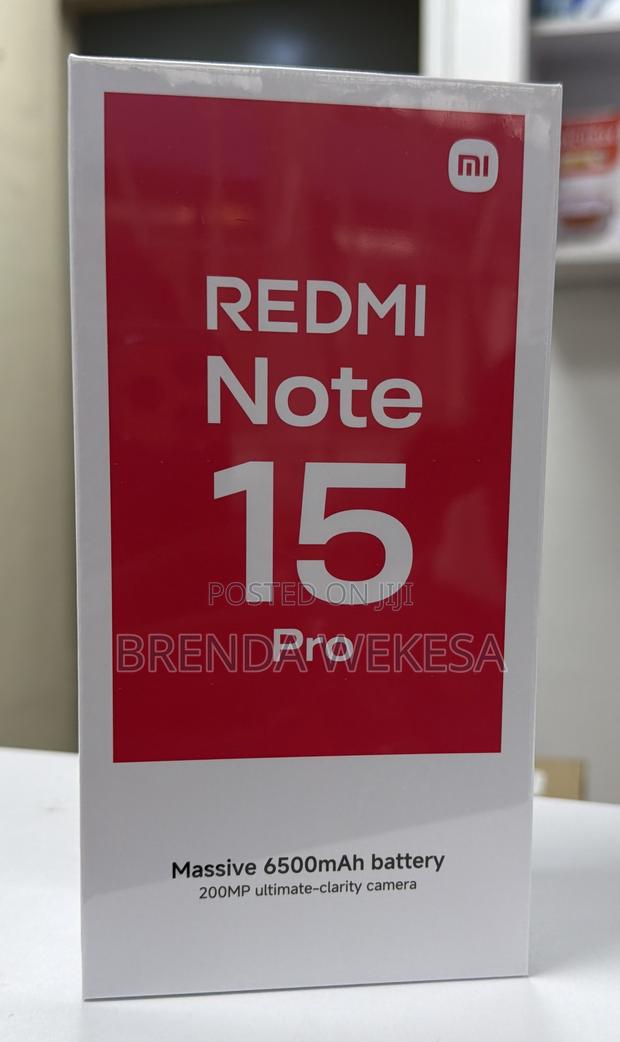 mi
REDMI
Note
15
POSTED ON JIJI
Pro
BRENDA WEKESA
Massive 6500mAh battery
200MP ultimate-clarity camera